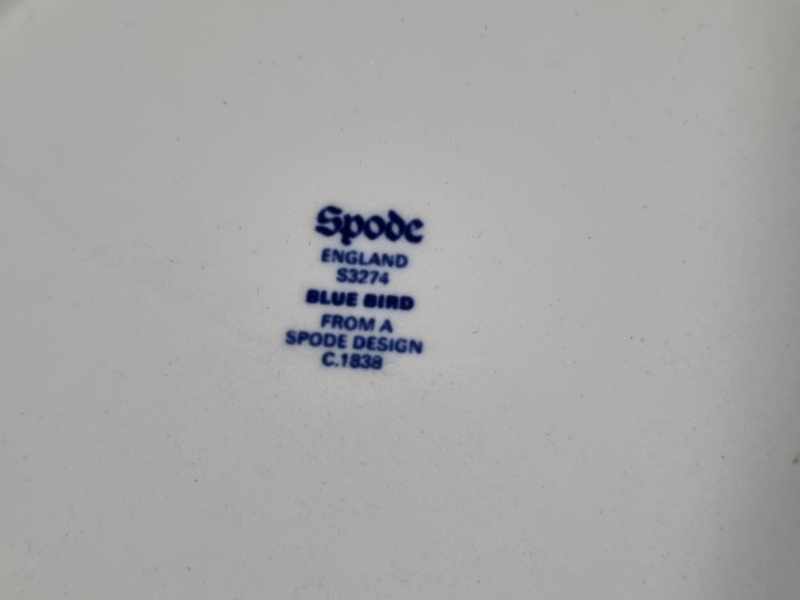 Spode
ENGLAND
S3274
BLUE BIRD
FROM A
SPODE DESIGN
C.1838